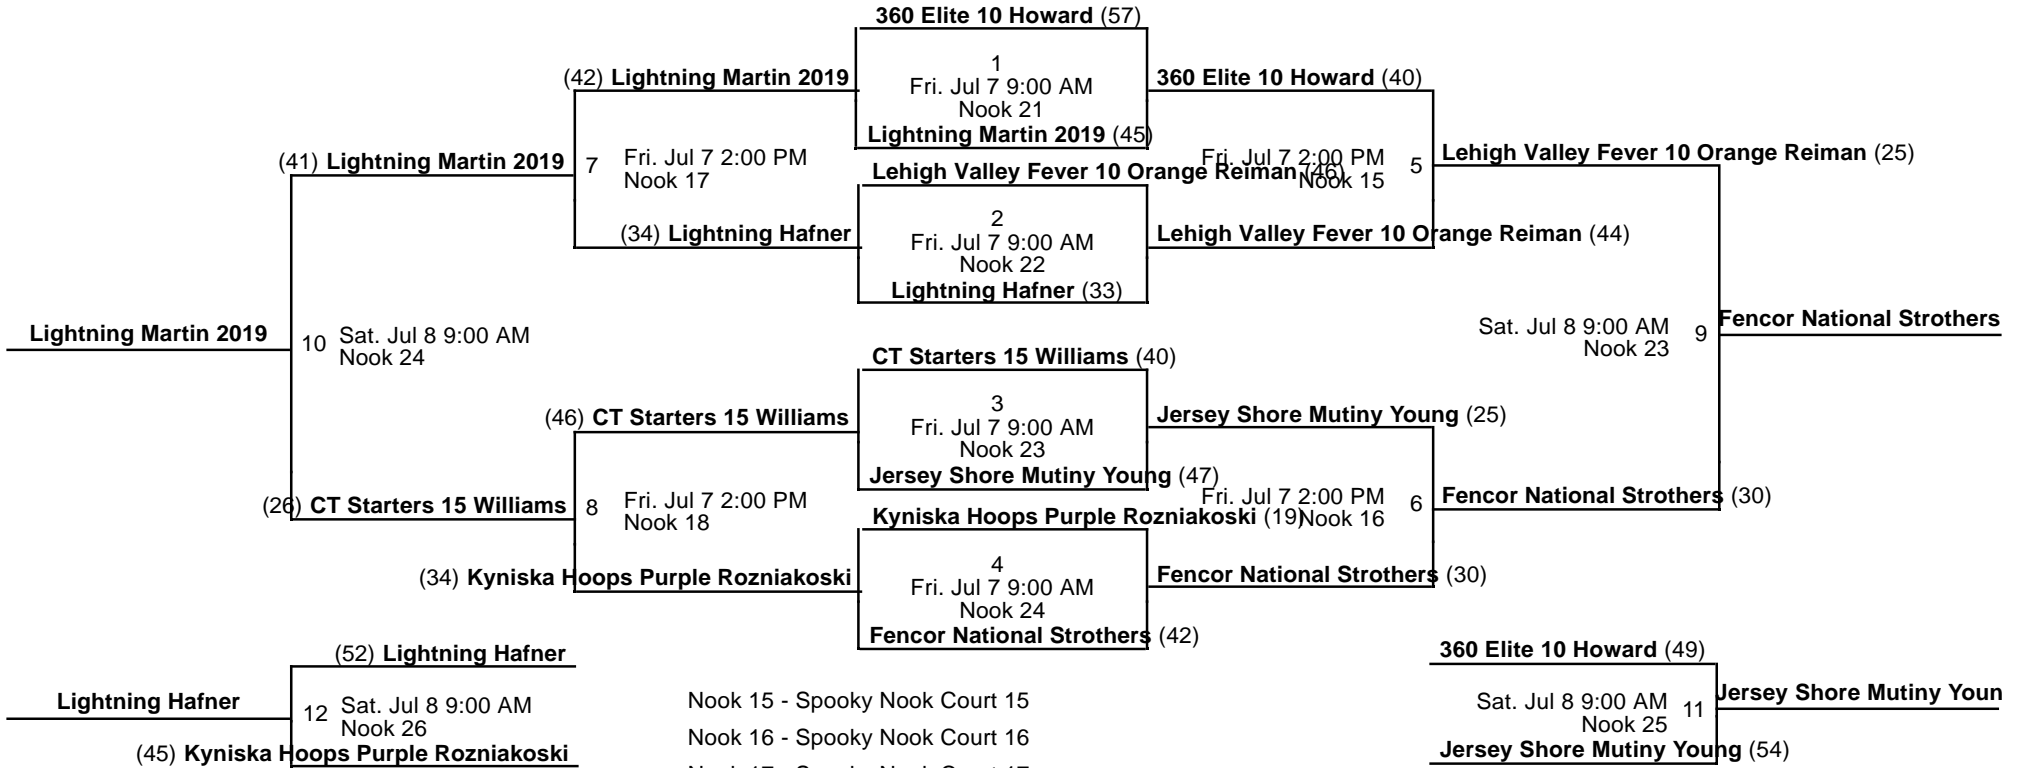 360 Elite 10 Howard (57)
1
Fri. Jul 7 9:00 AM
Nook 21
Lightning Martin 2019 (45)
(42) Lightning Martin 2019
360 Elite 10 Howard (40)
(41) Lightning Martin 2019
7
Fri. Jul 7 2:00 PM
Nook 17
Lehigh Valley Fever 10 Orange Reiman (46)
2
Fri. Jul 7 9:00 AM
Nook 22
Lightning Hafner (33)
Fri. Jul 7 2:00 PM
Nook 15
5
Lehigh Valley Fever 10 Orange Reiman (25)
(34) Lightning Hafner
Lehigh Valley Fever 10 Orange Reiman (44)
Lightning Martin 2019
10
Sat. Jul 8 9:00 AM
Nook 24
Sat. Jul 8 9:00 AM
Nook 23
9
Fencor National Strothers
CT Starters 15 Williams (40)
3
Fri. Jul 7 9:00 AM
Nook 23
Jersey Shore Mutiny Young (47)
(46) CT Starters 15 Williams
Jersey Shore Mutiny Young (25)
(26) CT Starters 15 Williams
8
Fri. Jul 7 2:00 PM
Nook 18
Fri. Jul 7 2:00 PM
Nook 16
6
Fencor National Strothers (30)
Kyniska Hoops Purple Rozniakoski (19)
4
Fri. Jul 7 9:00 AM
Nook 24
Fencor National Strothers (42)
(34) Kyniska Hoops Purple Rozniakoski
Fencor National Strothers (30)
(52) Lightning Hafner
Lightning Hafner
12
Sat. Jul 8 9:00 AM
Nook 26
(45) Kyniska Hoops Purple Rozniakoski
Nook 15 - Spooky Nook Court 15
Nook 16 - Spooky Nook Court 16
360 Elite 10 Howard (49)
Sat. Jul 8 9:00 AM
Nook 25
11
Jersey Shore Mutiny Youn
Jersey Shore Mutiny Young (54)